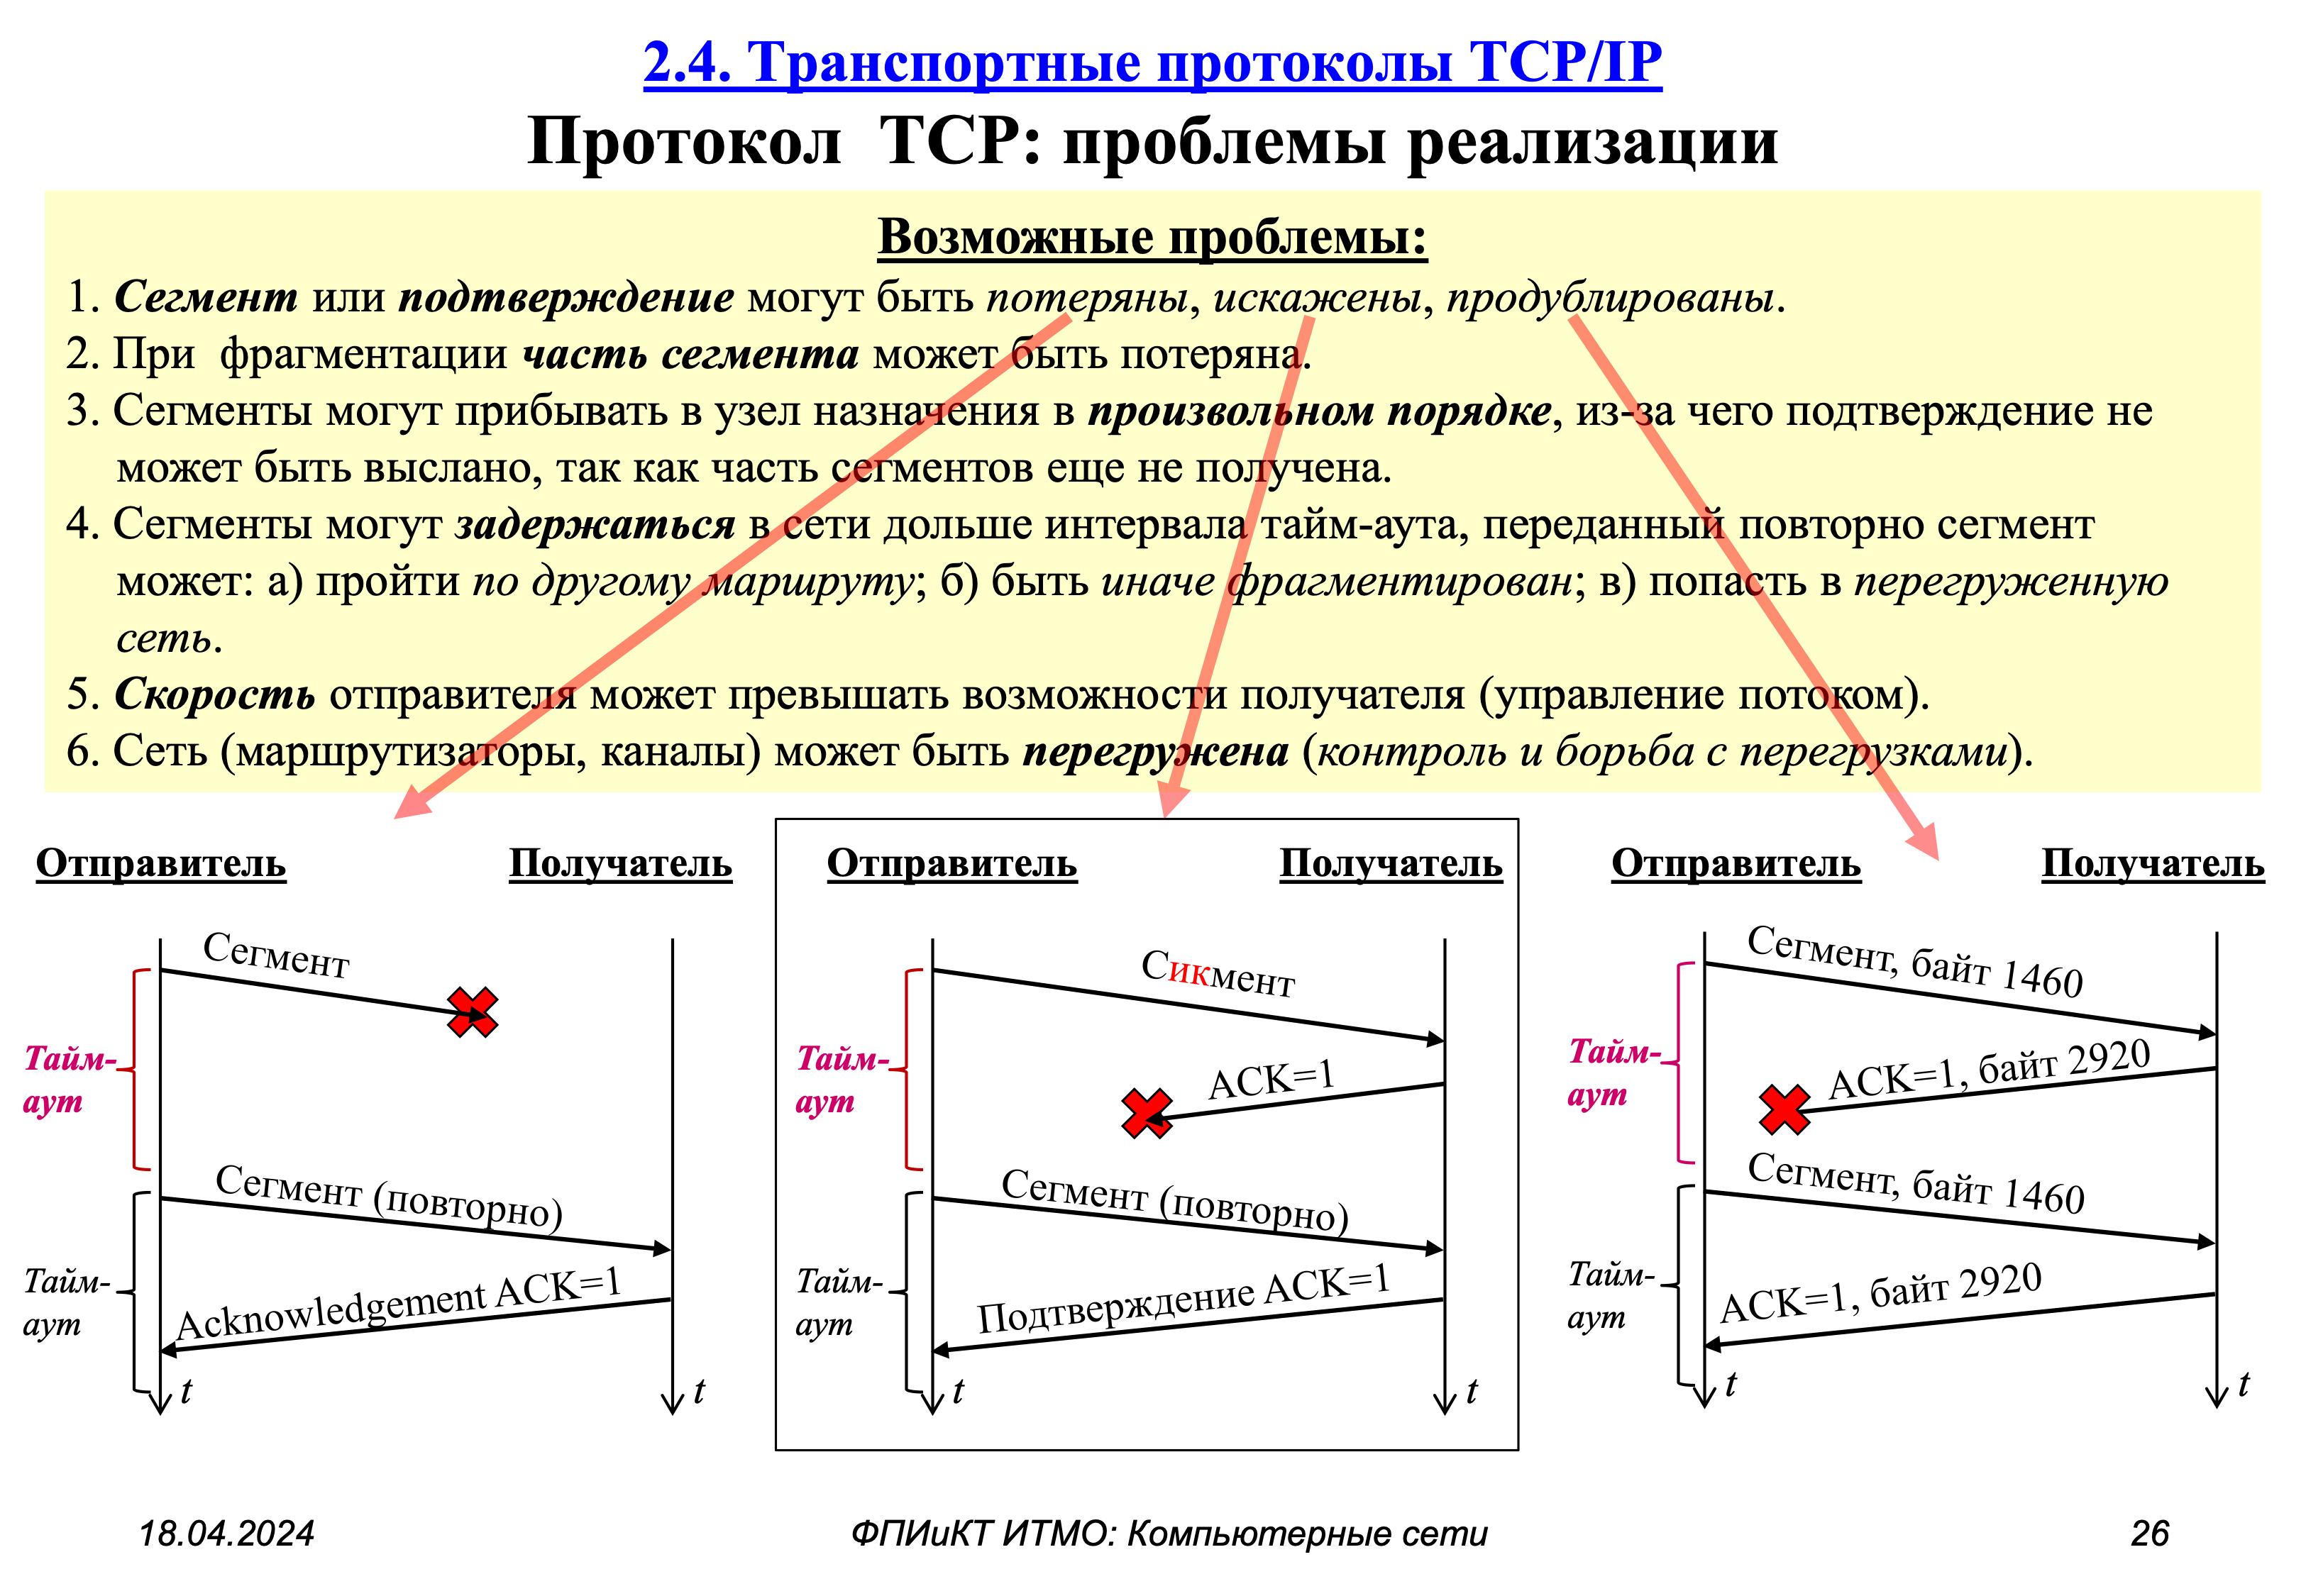 2.4. Транспортные протоколы TCP/IP
Протокол TCP: проблемы реализации
Возможные проблемы:
1. Сегмент или подтверждение могут быть потеряны, искажены, продублированы.
2. При фрагментации часть сегмента может быть потеряна.
3. Сегменты могут прибывать в узел назначения в произвольном порядке, из-за чего подтверждение не
может быть выслано, так как часть сегментов еще не получена.
4. Сегменты могут задержаться в сети дольше интервала тайм-аута, переданный повторно сегмент
может: а) пройти по другому маршруту; б) быть иначе фрагментирован; в) попасть в перегруженную
сеть.
5. Скорость отправителя может превышать возможности получателя (управление потоком).
6. Сеть (маршрутизаторы, каналы) может быть перегружена (контроль и борьба с перегрузками).
Отправитель
Получатель
Сегмент
Тайм-
аут
Сегмент (повторно)
Тайм-
аут
Acknowledgement ACK=1
t
t
Отправитель
Получатель
Сикмент
Тайм-
аут
ACK=1
Сегмент (повторно)
Тайм-
аут
Подтверждение ACK=1
t
t
Отправитель
Получатель
Сегмент, байт 1460
Тайм-
аут
ACK=1, байт 2920
Сегмент, байт 1460
Тайм-
аут
ACK=1, байт 2920
t
t
18.04.2024
ФПИиКТ ИТМО: Компьютерные сети
26